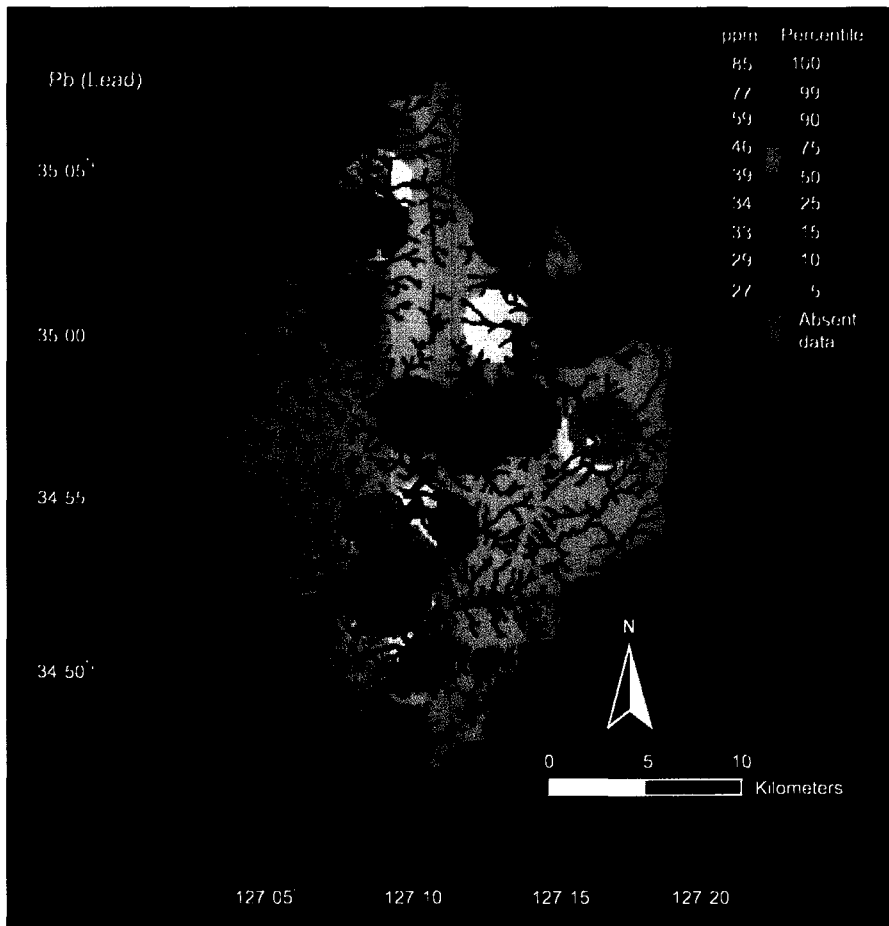 Pb (Lead)
ppm Percentile
85 100
77 99
59 90
46 75
39 50
34 25
33 15
29 10
27 5
Absent
data
35 05'
35 00
34 55
34 50'
N
0 5 10
Kilometers
127 05' 127 10 127 15 127 20